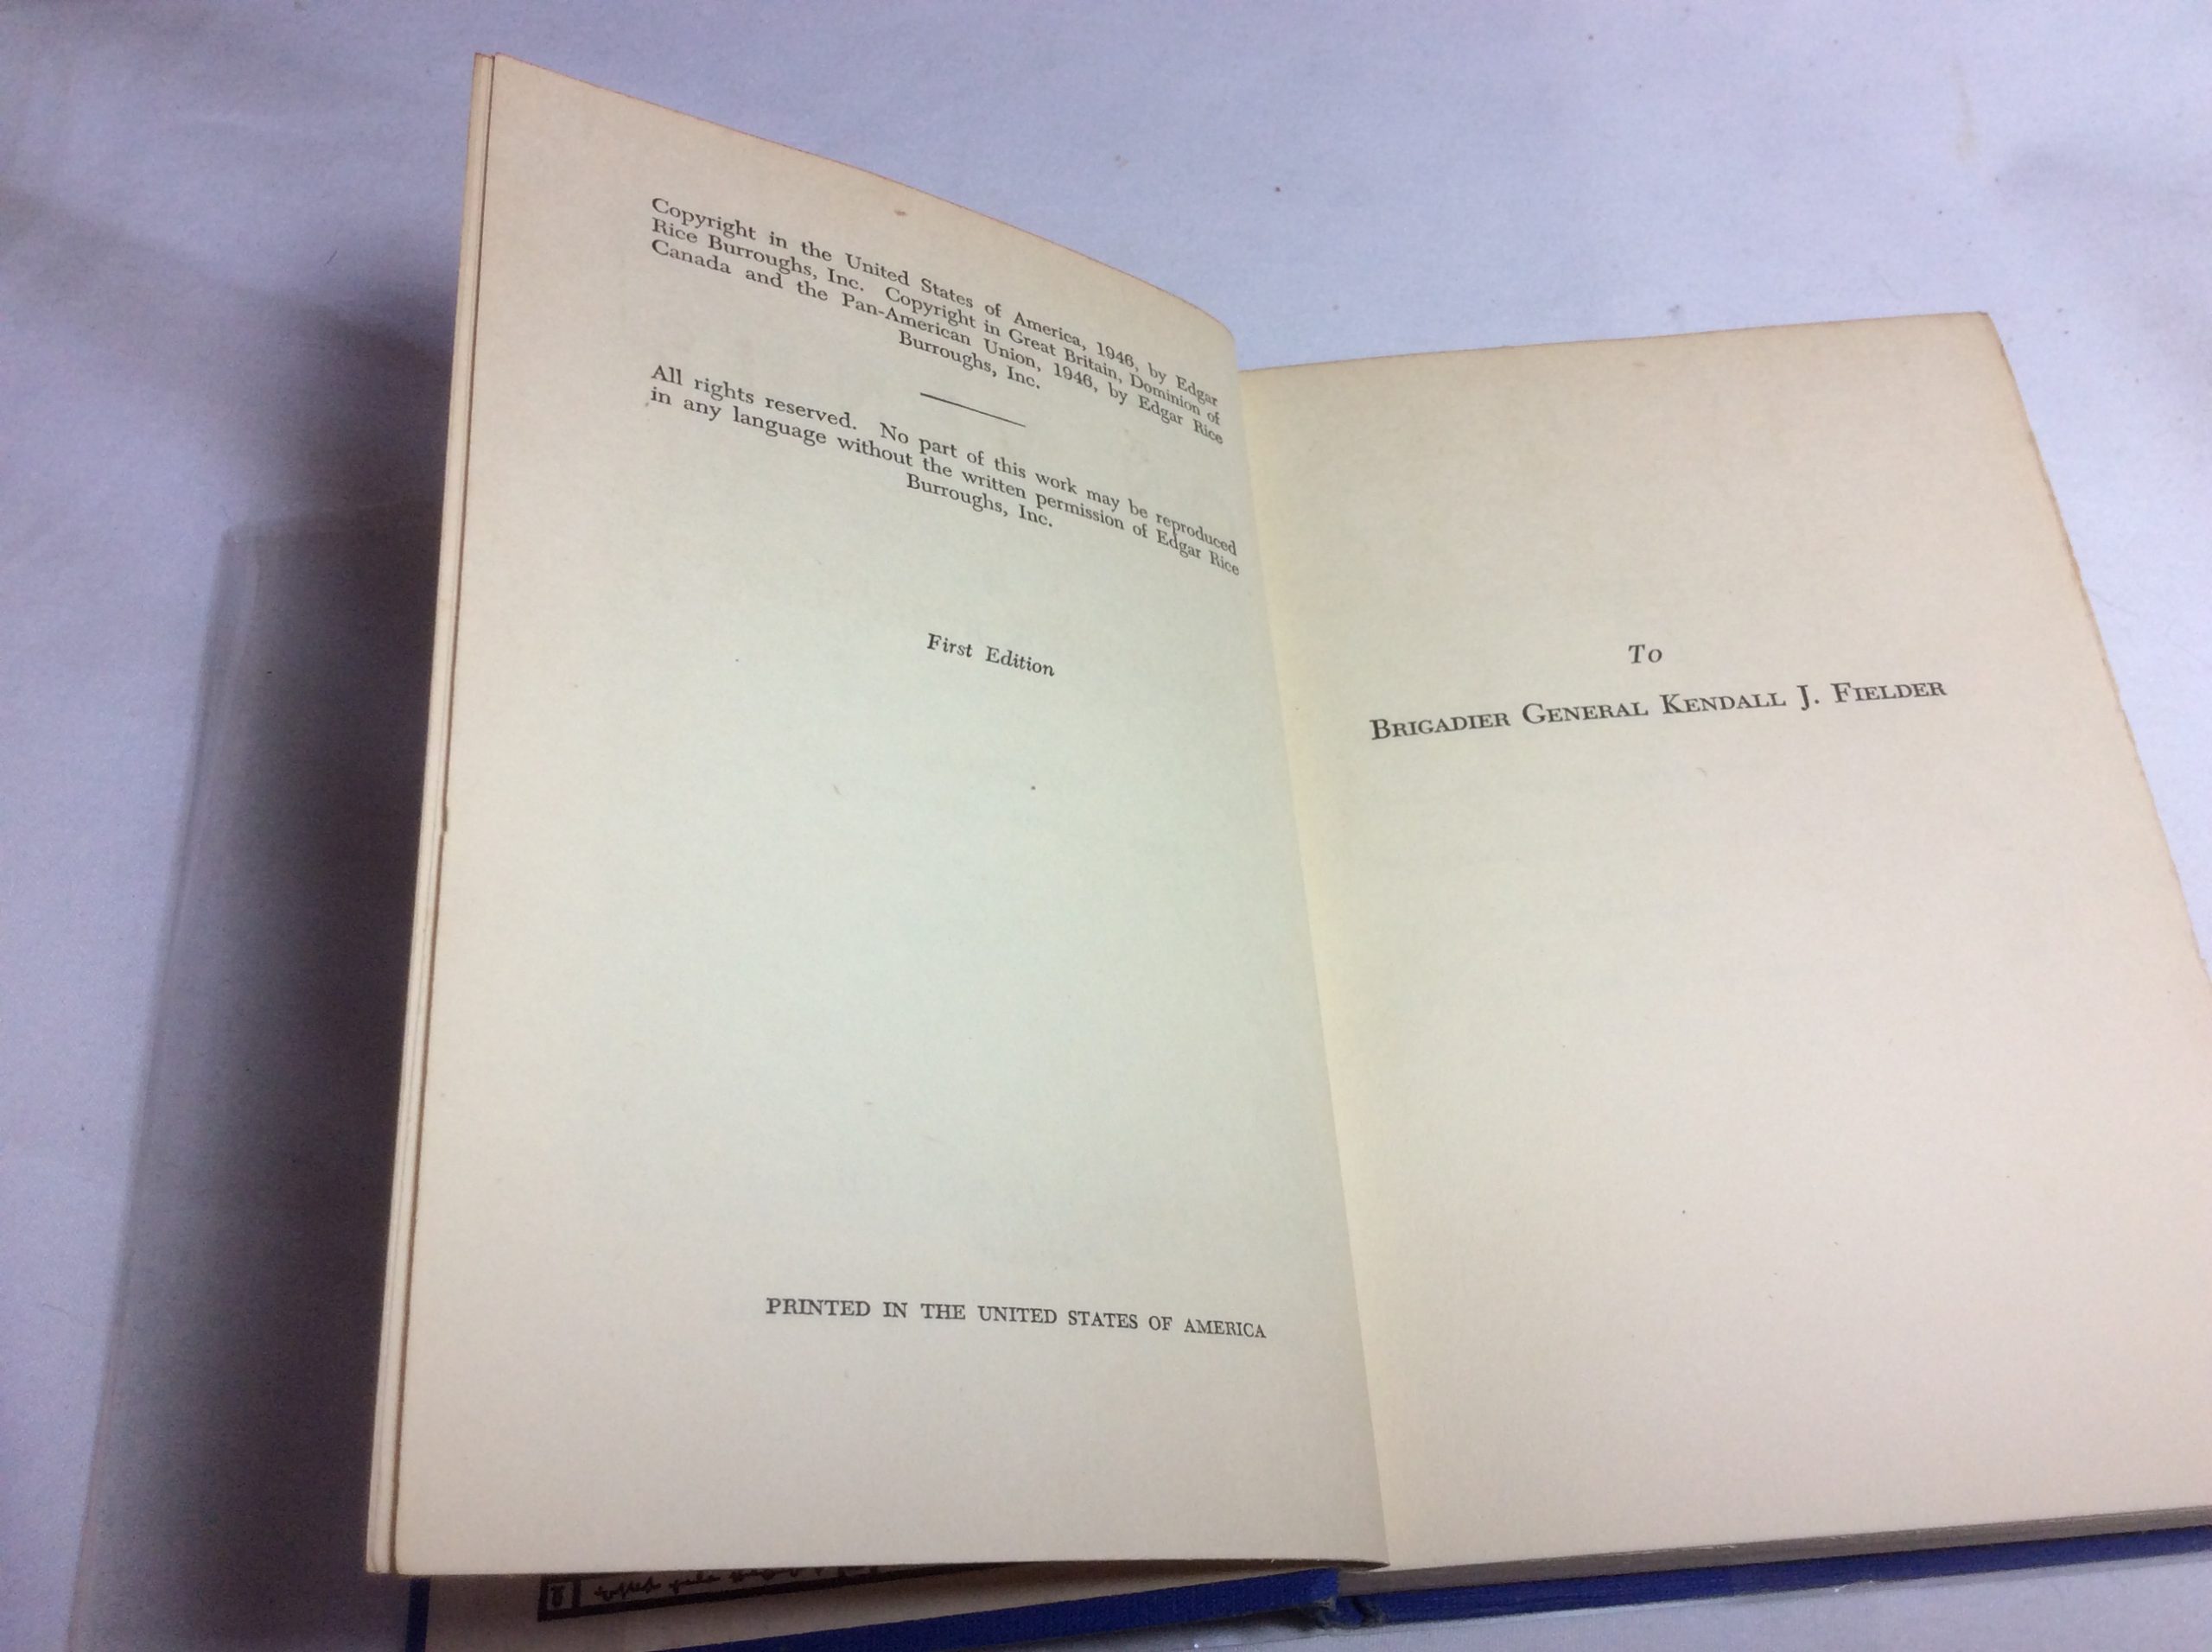 Copyright in the United States of America, 1946, by Edgar
Rice Burroughs, Inc. Copyright in Great Britain, Dominion of
Canada and the Pan-American Union, 1946, by Edgar Rice
Burroughs, Inc.
All rights reserved. No part of this work may be reproduced
in any language without the written permission of Edgar Rice
Burroughs, Inc.
First Edition
PRINTED IN THE UNITED STATES OF AMERICA
To
BRIGADIER GENERAL KENDALL J. FIELDER